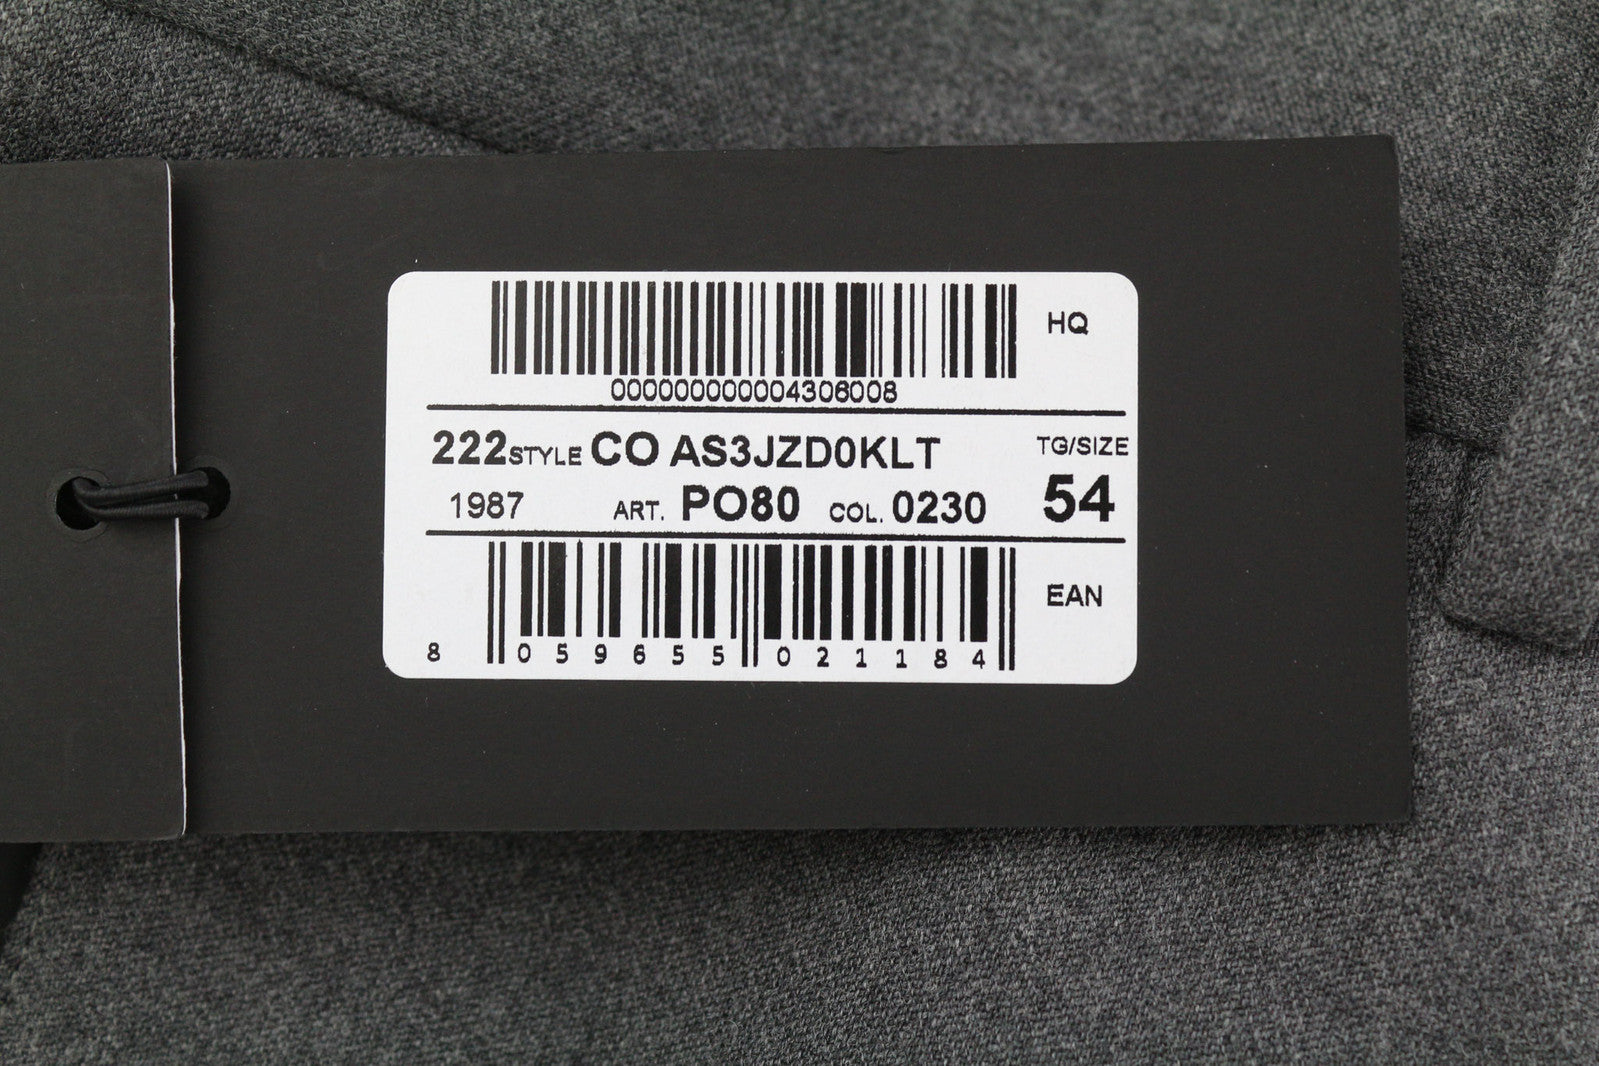 HQ
000000000004306008
222STYLE CO AS3JZD0KLT TG/SIZE
1987 ART. PO80 COL. 0230 54
EAN
8 059655 021184